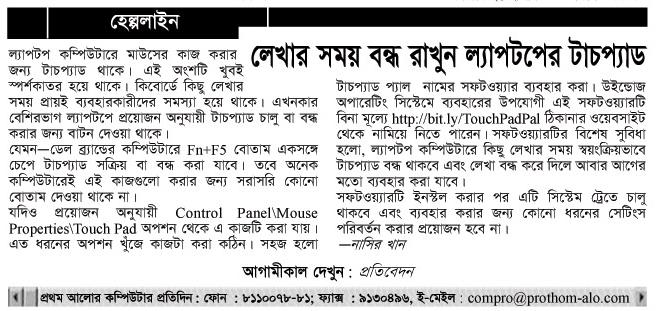 হেল্পলাইন
লেখার সময় বন্ধ রাখুন ল্যাপটপের টাচপ্যাড
ল্যাপটপ কম্পিউটারে মাউসের কাজ করার
জন্য টাচপ্যাড থাকে। এই অংশটি খুবই
স্পর্শকাতর হয়ে থাকে। কিবোর্ডে কিছু লেখার
সময় প্রায়ই ব্যবহারকারীদের সমস্যা হয়ে থাকে। এখনকার
বেশিরভাগ ল্যাপটপে প্রয়োজন অনুযায়ী টাচপ্যাড চালু বা বন্ধ
করার জন্য বাটন দেওয়া থাকে।
যেমন—ডেল ব্র্যান্ডের কম্পিউটারে Fn+F5 বোতাম একসঙ্গে
চেপে টাচপ্যাড সক্রিয় বা বন্ধ করা যাবে। তবে অনেক
কম্পিউটারেই এই কাজগুলো করার জন্য সরাসরি কোনো
বোতাম দেওয়া থাকে না।
যদিও প্রয়োজন অনুযায়ী Control Panel\Mouse
Properties\Touch Pad অপশন থেকে এ কাজটি করা যায়।
এত ধরনের অপশন খুঁজে কাজটা করা কঠিন। সহজ হলো
টাচপ্যাড প্যাল নামের সফটওয়্যার ব্যবহার করা। উইন্ডোজ
অপারেটিং সিস্টেমে ব্যবহারের উপযোগী এই সফটওয়্যারটি
বিনা মূল্যে http://bit.ly/TouchPadPal ঠিকানার ওয়েবসাইট
থেকে নামিয়ে নিতে পারেন। সফটওয়্যারটির বিশেষ সুবিধা
হলো, ল্যাপটপ কম্পিউটারে কিছু লেখার সময় স্বয়ংক্রিয়ভাবে
টাচপ্যাড বন্ধ থাকবে এবং লেখা বন্ধ করে দিলে আবার আগের
মতো ব্যবহার করা যাবে।
সফটওয়্যারটি ইনস্টল করার পর এটি সিস্টেম ট্রেতে চালু
থাকবে এবং ব্যবহার করার জন্য কোনো ধরনের সেটিংস
পরিবর্তন করার প্রয়োজন হবে না।
—নাসির খান
আগামীকাল দেখুন : প্রতিবেদন
প্রথম আলোর কম্পিউটার প্রতিদিন : ফোন : ৮১১০০৭৮-৮১; ফ্যাক্স : ৯১৩০৪৯৬, ই-মেইল : compro@prothom-alo.com